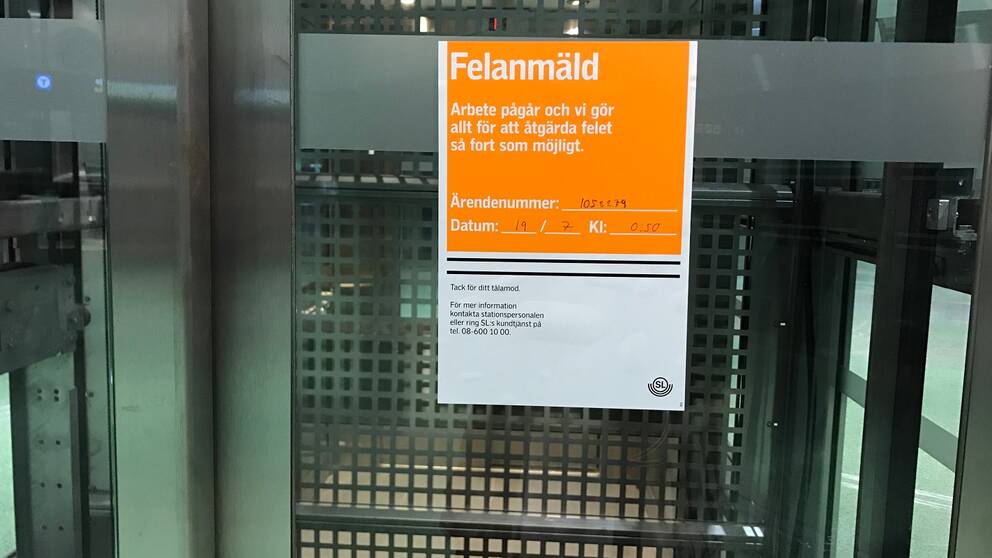 Felanmäld
Arbete pågår och vi gör
allt för att åtgärda felet
så fort som möjligt.
Ärendenummer:
Datum: 19 / 7 Kl: 0.50
Tack för ditt tålamod.
För mer information
kontakta stationspersonalen
eller ring SL:s kundtjänst på
tel. 08-600 10 00.
SL
T